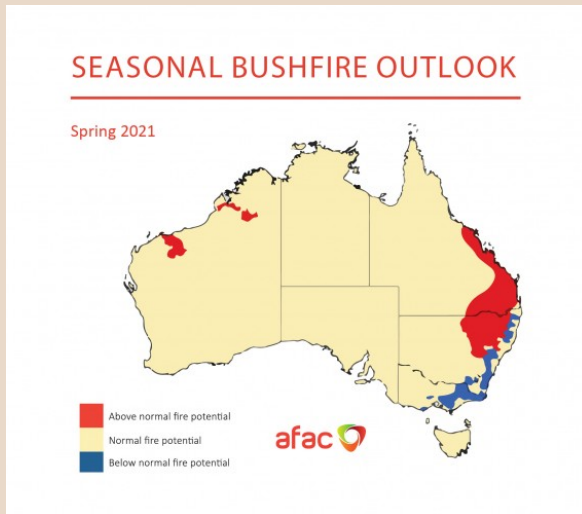 SEASONAL BUSHFIRE OUTLOOK
Spring 2021
Above normal fire potential
Normal fire potential
Below normal fire potential
afac